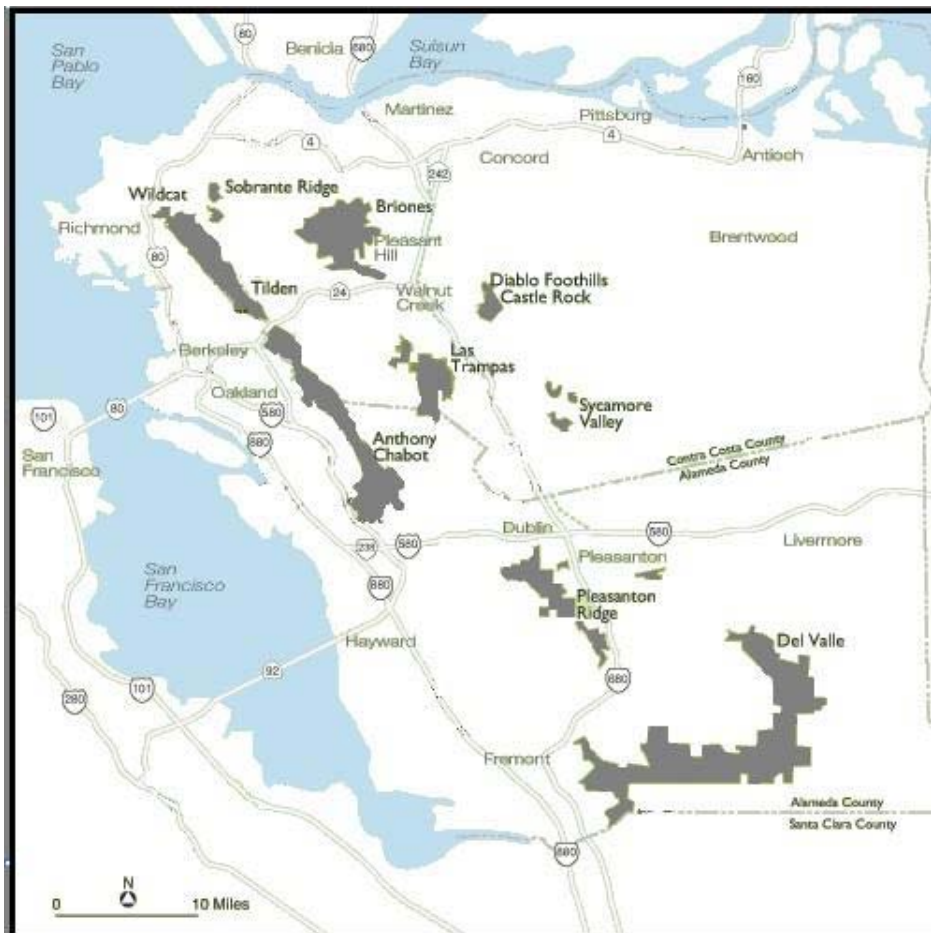 San
Pablo
Bay
80
Benicia
680
Suisun
Bay
160
Martinez
Pittsburg
4
4
Concord
Antioch
242
Wildcat
Sobrante Ridge
Briones
Richmond
Pleasant
Hill
Brentwood
80
Tilden
24
Walnut
Creek
Diablo Foothills
Castle Rock
Berkeley
Las
Trampas
Oakland
580
101
80
Sycamore
Valley
San
Francisco
880
Anthony
Chabot
Contra Costa County
Alameda County
Dublin
580
Livermore
238
580
Pleasanton
San
Francisco
Bay
880
Pleasanton
Ridge
Hayward
Del Valle
92
680
280
101
Fremont
Alameda County
Santa Clara County
880
N
0
10 Miles